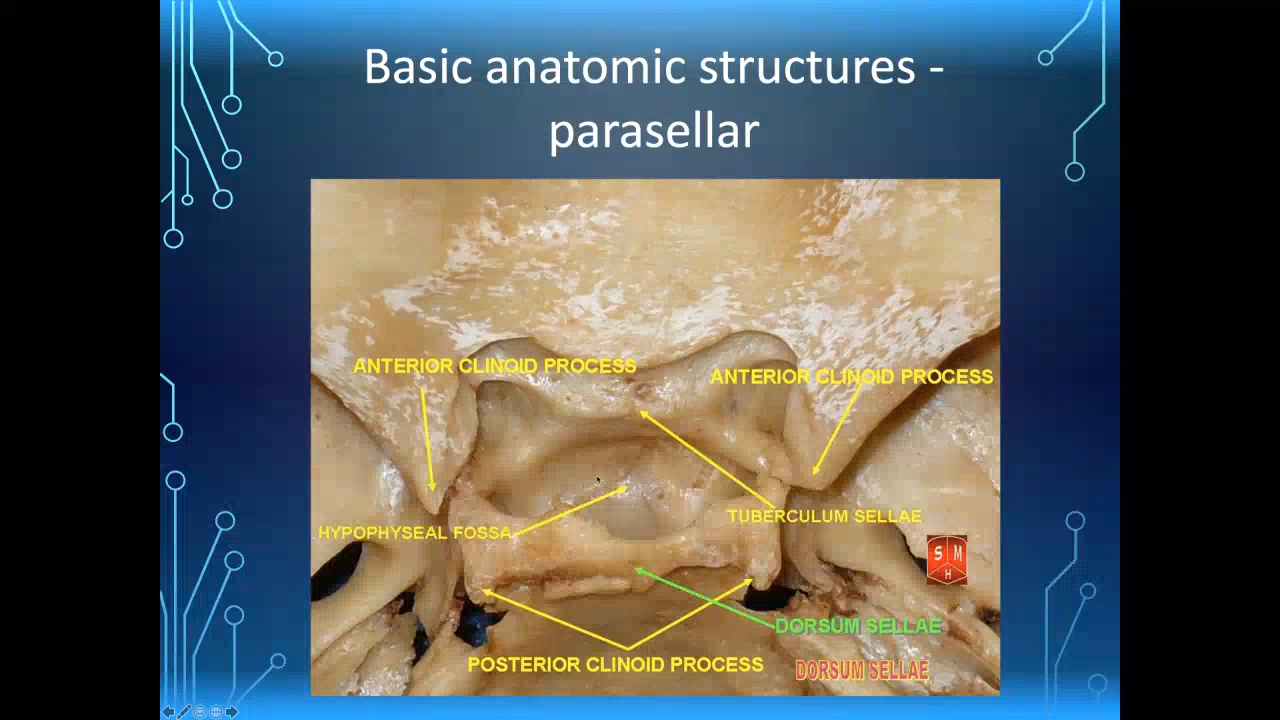 Basic anatomic structures -
parasellar
ANTERIOR CLINOID PROCESS
ANTERIOR CLINOID PROCESS
HYPOPHYSEAL FOSSA
TUBERCULUM SELLAE
S M
H
DORSUM SELLAE
POSTERIOR CLINOID PROCESS
DORSUM SELLAE